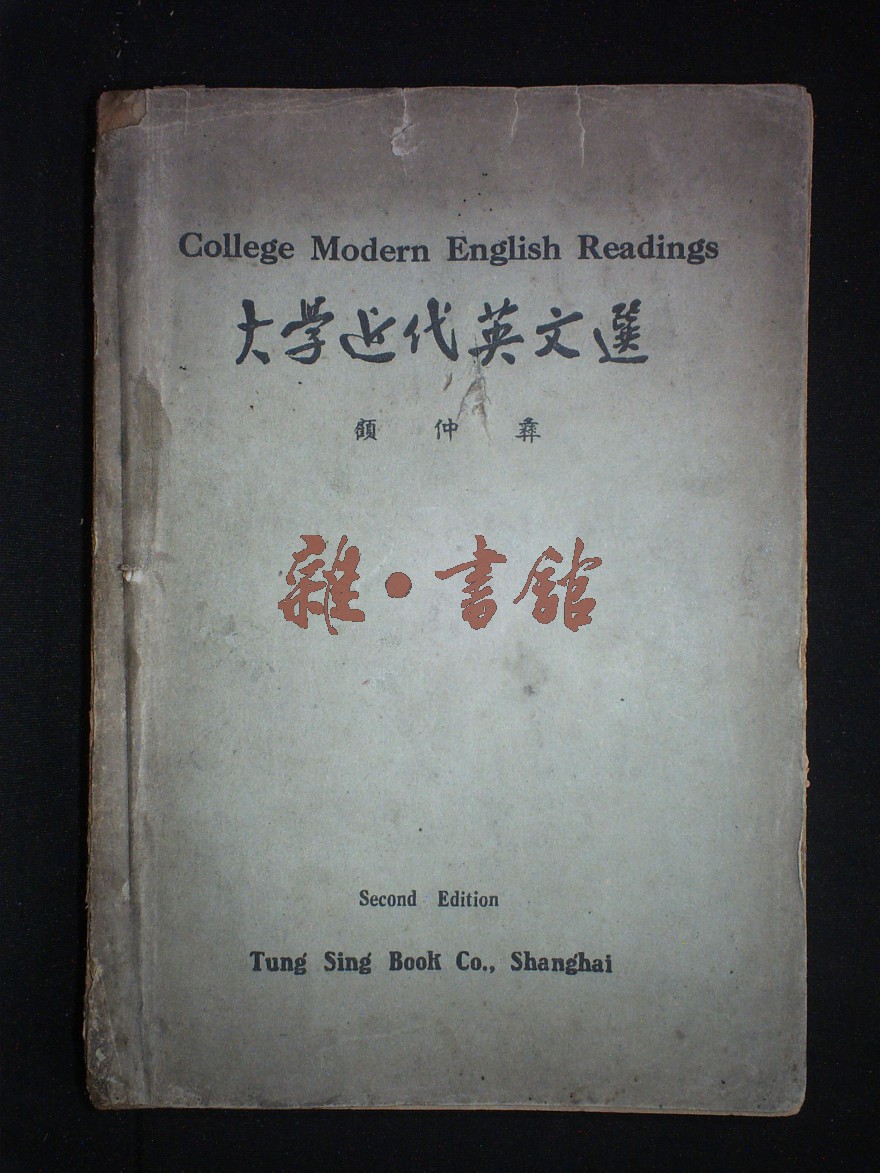 College Modern English Readings
大學近代英文選
顧仲彝
雜·書館
Second Edition
Tung Sing Book Co., Shanghai